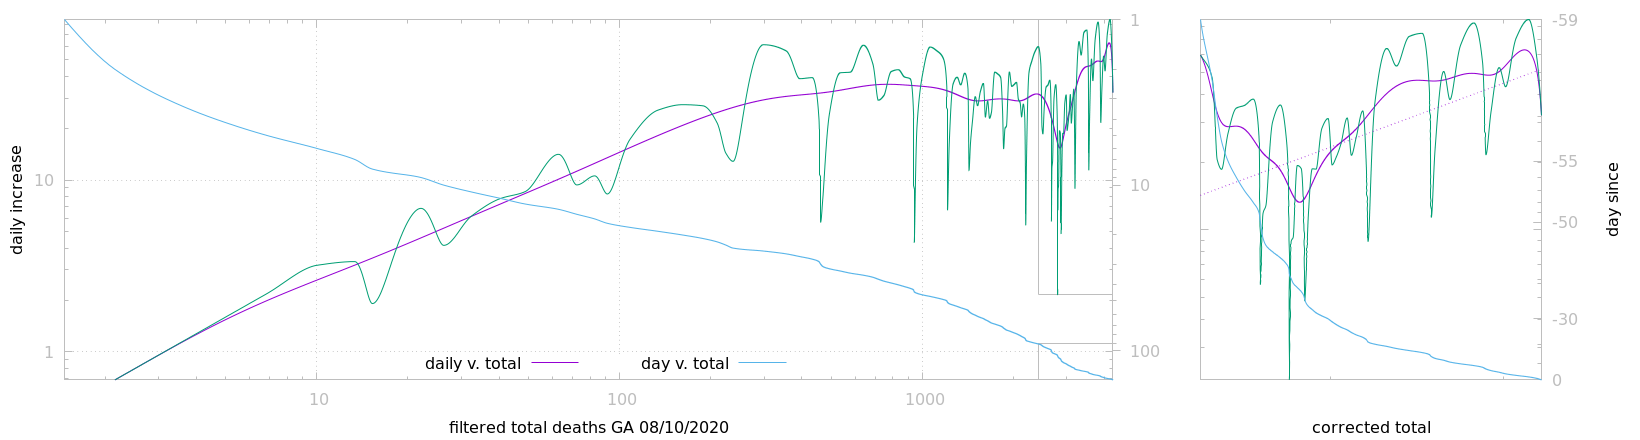 daily increase
10
1
daily v. total
day v. total
10
100
1000
filtered total deaths GA 08/10/2020
1
10
100
-59
-55
-50
-30
0
day since
corrected total